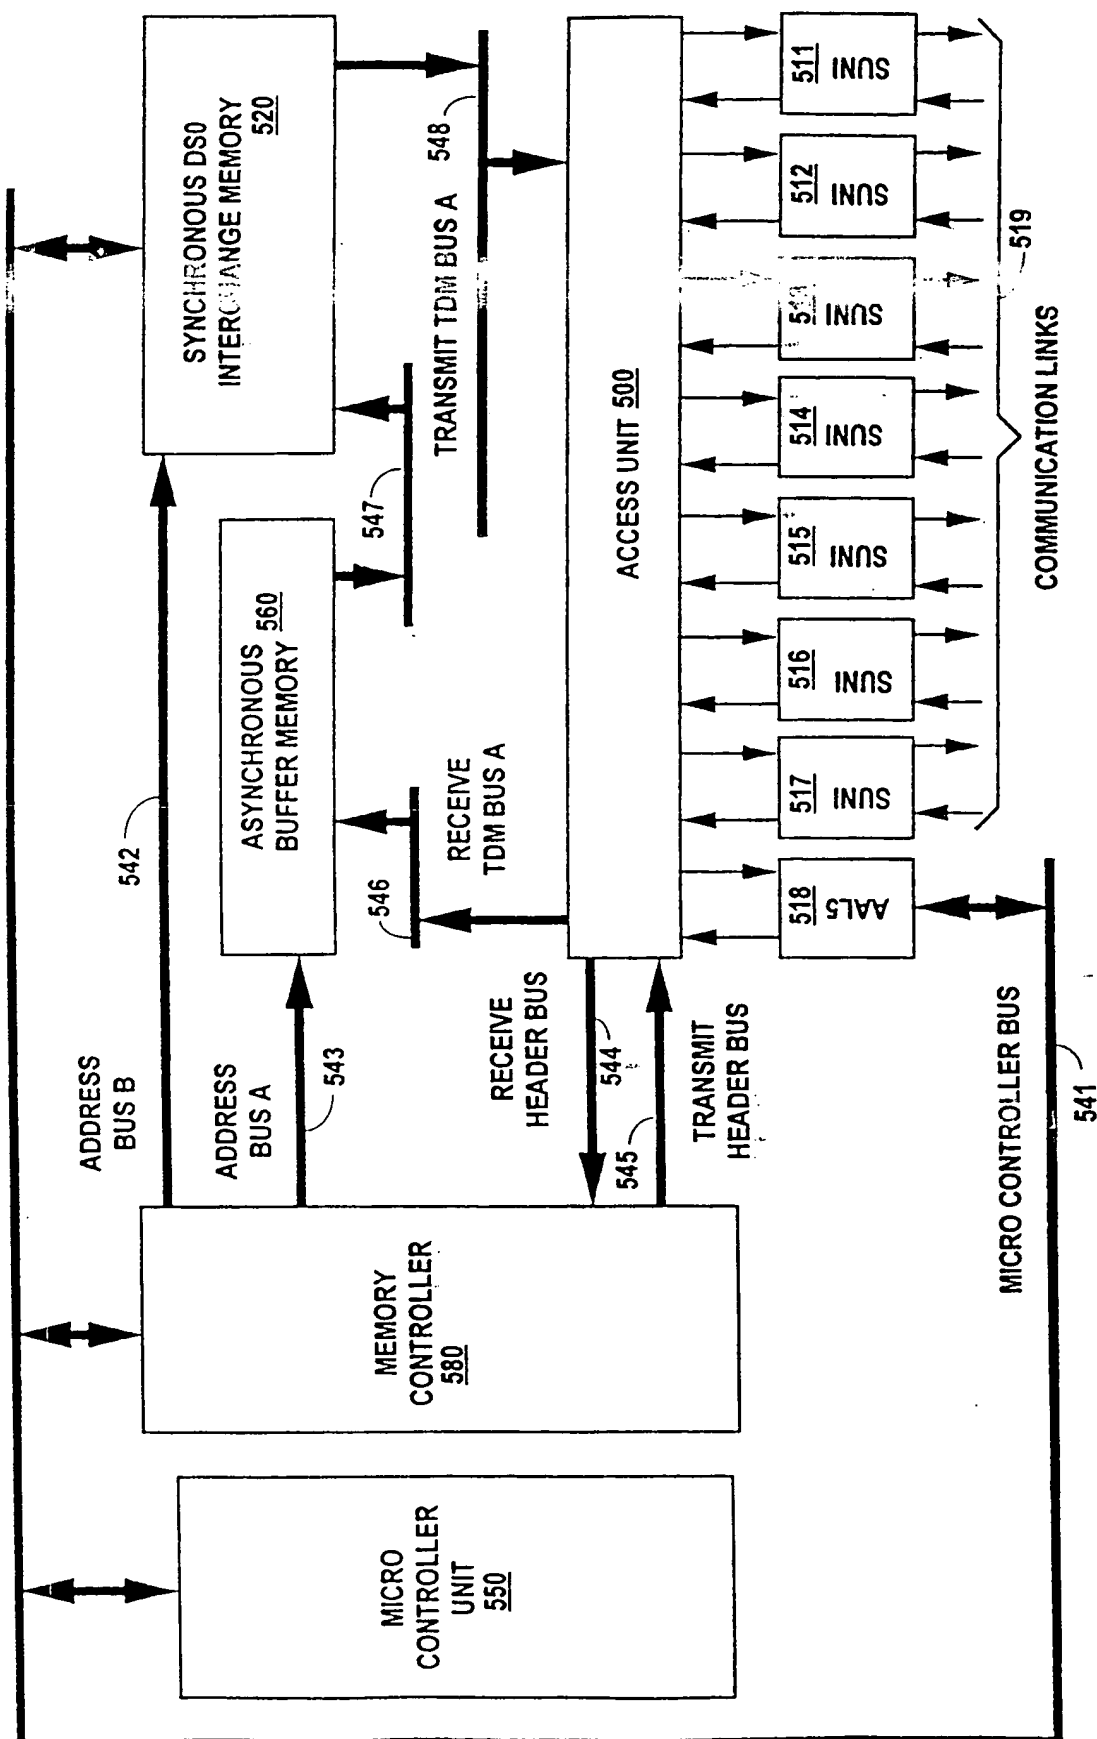 MICRO
CONTROLLER
UNIT
550
MEMORY
CONTROLLER
580
ADDRESS
BUS B
542
ADDRESS
BUS A
543
ASYNCHRONOUS
BUFFER MEMORY 560
SYNCHRONOUS DS0
INTERCHANGE MEMORY
520
547
546
RECEIVE
TDM BUS A
TRANSMIT TDM BUS A
548
RECEIVE
HEADER BUS
544
545
TRANSMIT
HEADER BUS
ACCESS UNIT 500
518
AAL5
517
SUNI
516
SUNI
515
SUNI
514
SUNI
SUNI
512
SUNI
511
SUNI
519
COMMUNICATION LINKS
MICRO CONTROLLER BUS
541